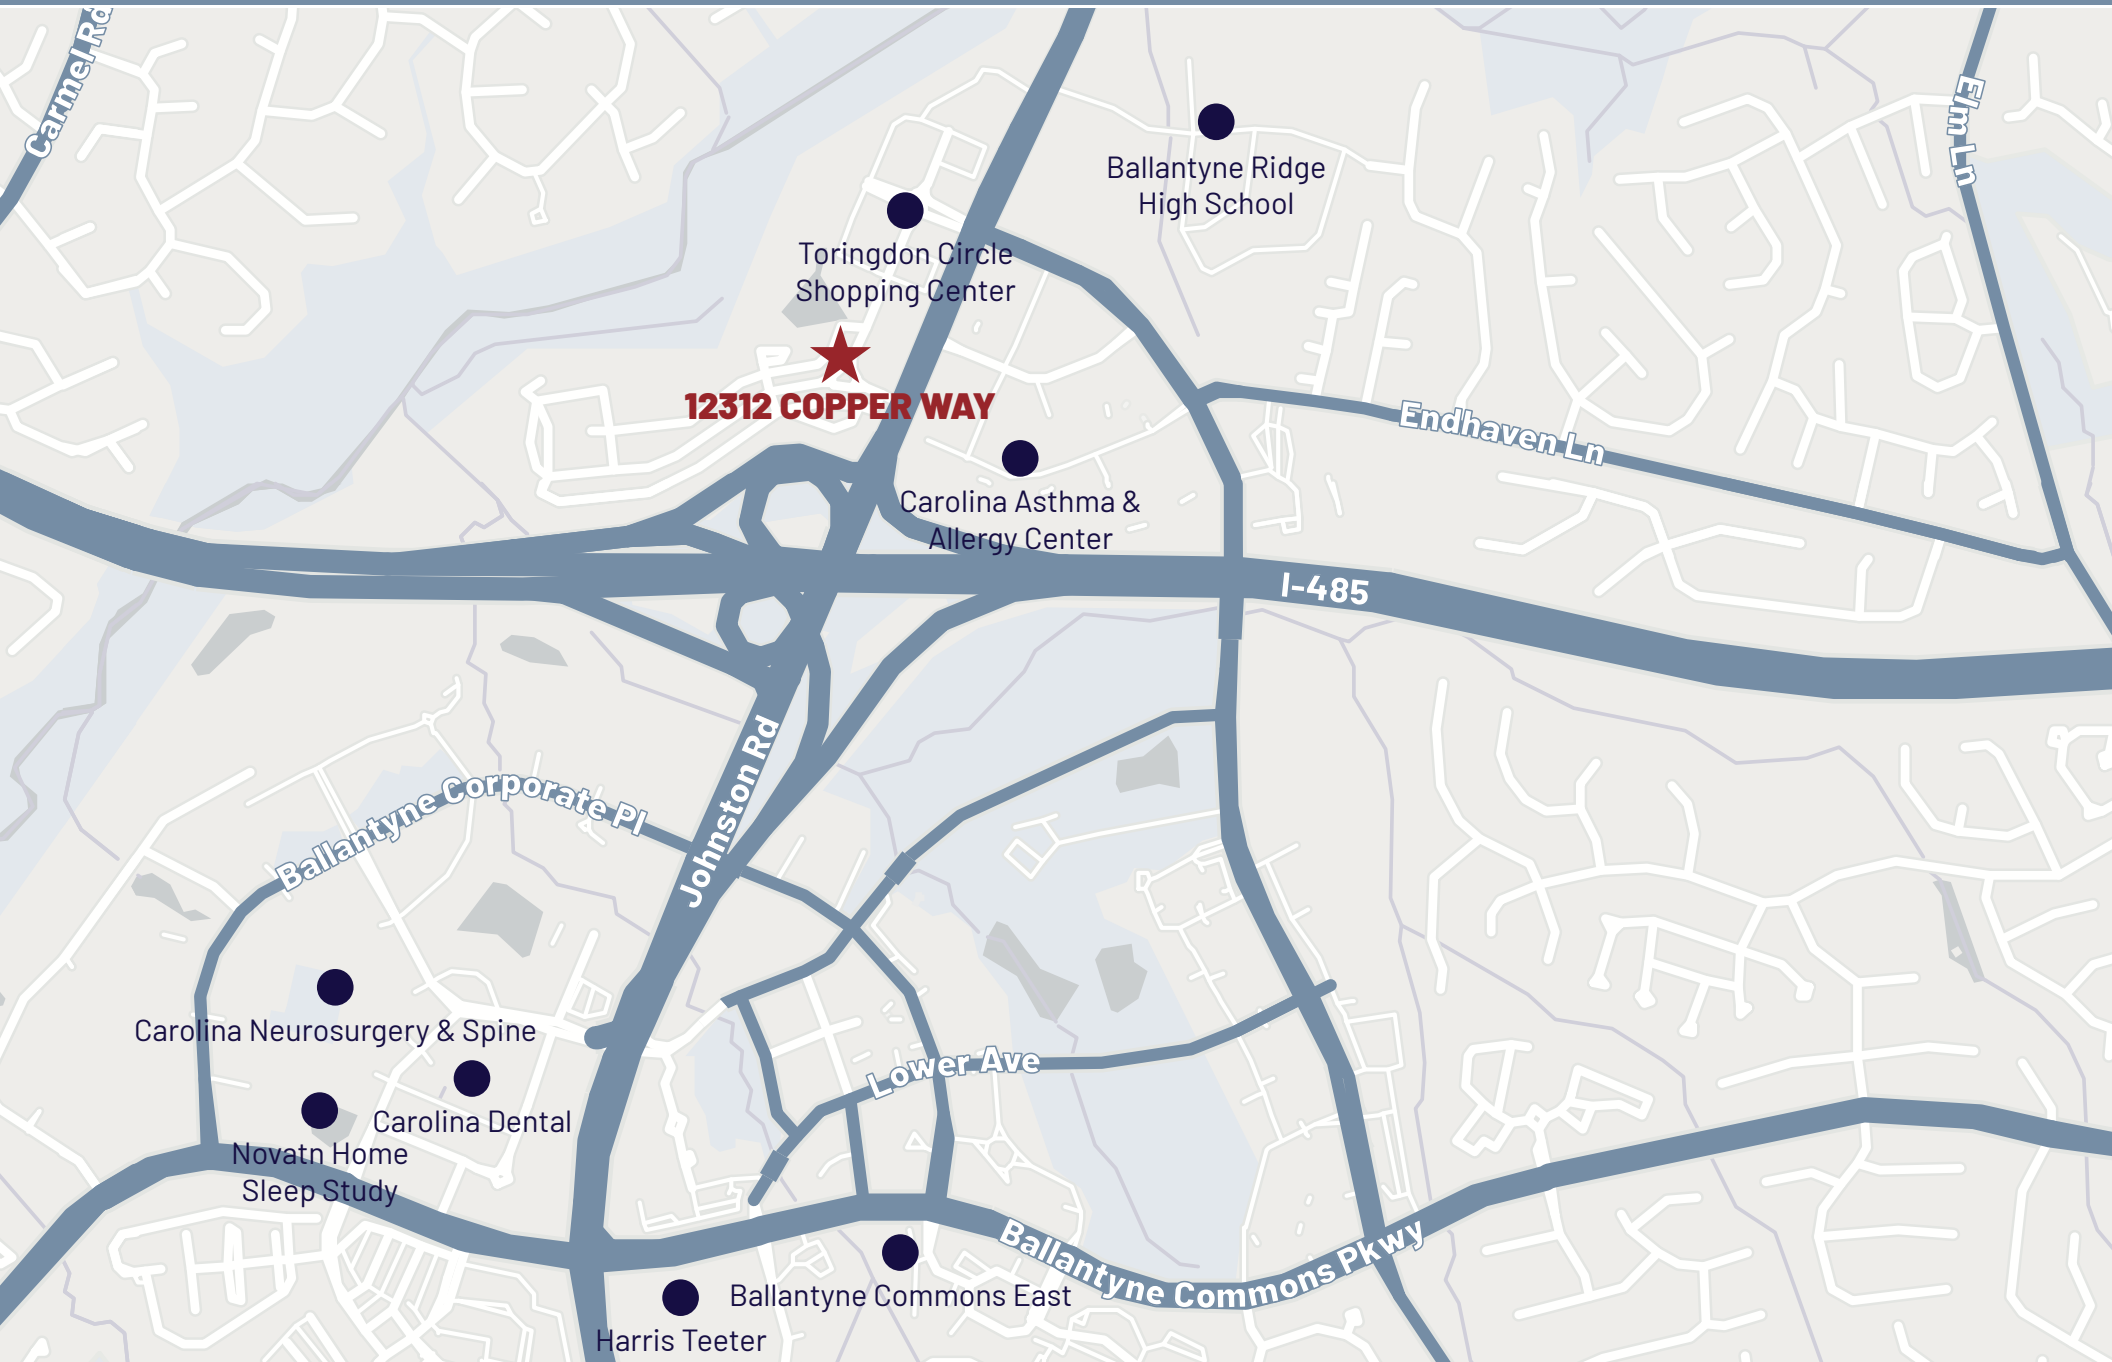 Carmel Rd
Elm Ln
Ballantyne Ridge
High School
Toringdon Circle
Shopping Center
12312 COPPER WAY
Endhaven Ln
Carolina Asthma &
Allergy Center
I-485
Johnston Rd
Ballantyne Corporate Pl
Carolina Neurosurgery & Spine
Lower Ave
Carolina Dental
Novatn Home
Sleep Study
Ballantyne Commons Pkwy
Ballantyne Commons East
Harris Teeter